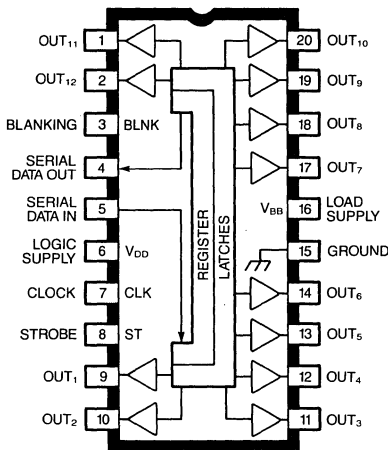 OUT11 1 20 OUT10
OUT12 2 19 OUT9
BLANKING 3 BLNK 18 OUT8
SERIAL
DATA OUT 4 17 OUT7
SERIAL
DATA IN 5 VBB 16 LOAD
SUPPLY
REGISTER
LATCHES
LOGIC
SUPPLY 6 VDD 15 GROUND
CLOCK 7 CLK 14 OUT6
STROBE 8 ST 13 OUT5
OUT1 9 12 OUT4
OUT2 10 11 OUT3